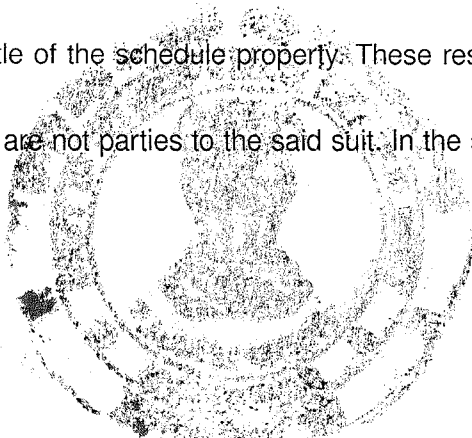 tle of the schedule property. These res
are not parties to the said suit. In the